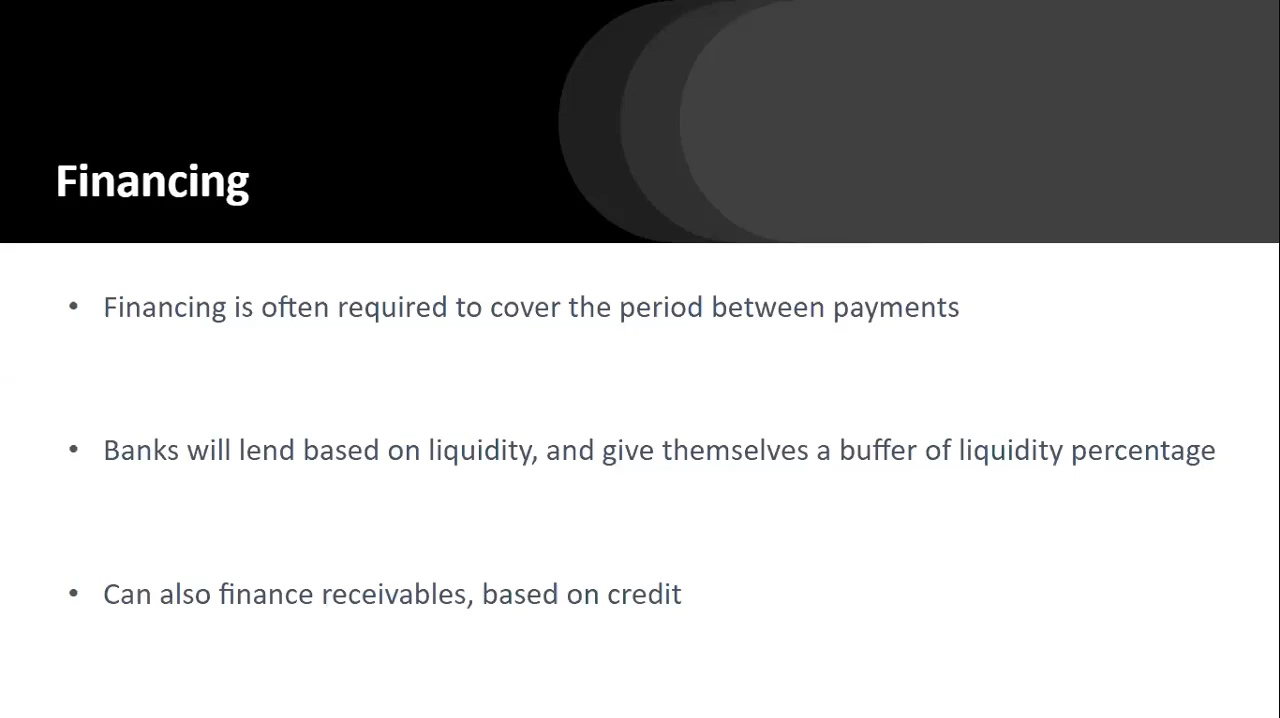 Financing
• Financing is often required to cover the period between payments
• Banks will lend based on liquidity, and give themselves a buffer of liquidity percentage
• Can also finance receivables, based on credit